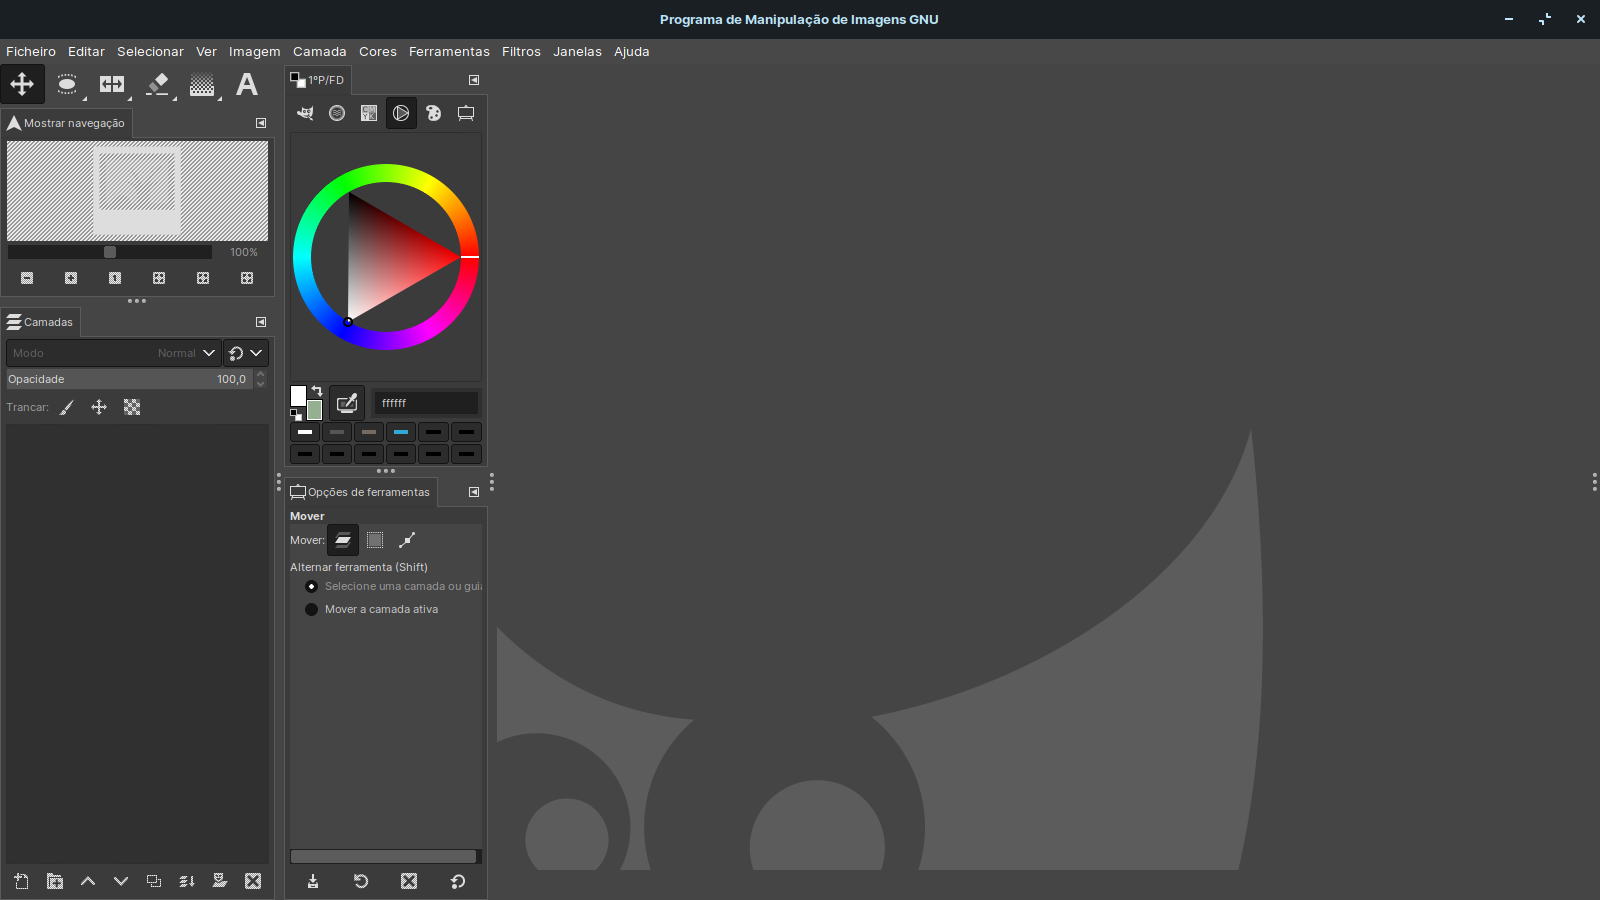 Programa de Manipulação de Imagens GNU
Ficheiro Editar Selecionar Ver Imagem Camada Cores Ferramentas Filtros Janelas Ajuda
A
1ºP/FD
Mostrar navegação
100%
Camadas
Modo Normal
Opacidade 100,0
ffffff
Trancar:
Opções de ferramentas
Mover
Mover:
Alternar ferramenta (Shift)
Selecione uma camada ou guia
Mover a camada ativa